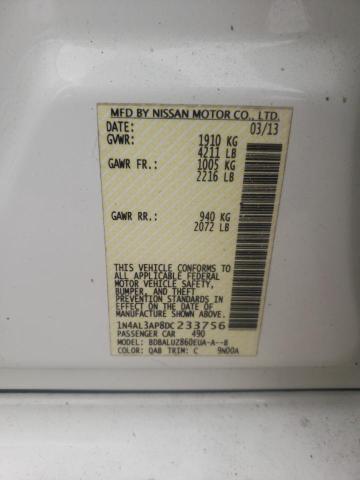 MFD BY NISSAN MOTOR CO., LTD.
DATE: 03/13
GVWR: 1910 KG
4211 LB
GAWR FR.: 1005 KG
2216 LB
GAWR RR.: 940 KG
2072 LB
THIS VEHICLE CONFORMS TO
ALL APPLICABLE FEDERAL
MOTOR VEHICLE SAFETY,
BUMPER, AND THEFT
PREVENTION STANDARDS IN
EFFECT ON THE DATE OF
MANUFACTURE SHOWN ABOVE.
1N4AL3AP8DC233756
PASSENGER CAR 490
MODEL: BDBALUZ860EUA-A--B
COLOR: QAB TRIM: C 9N00A